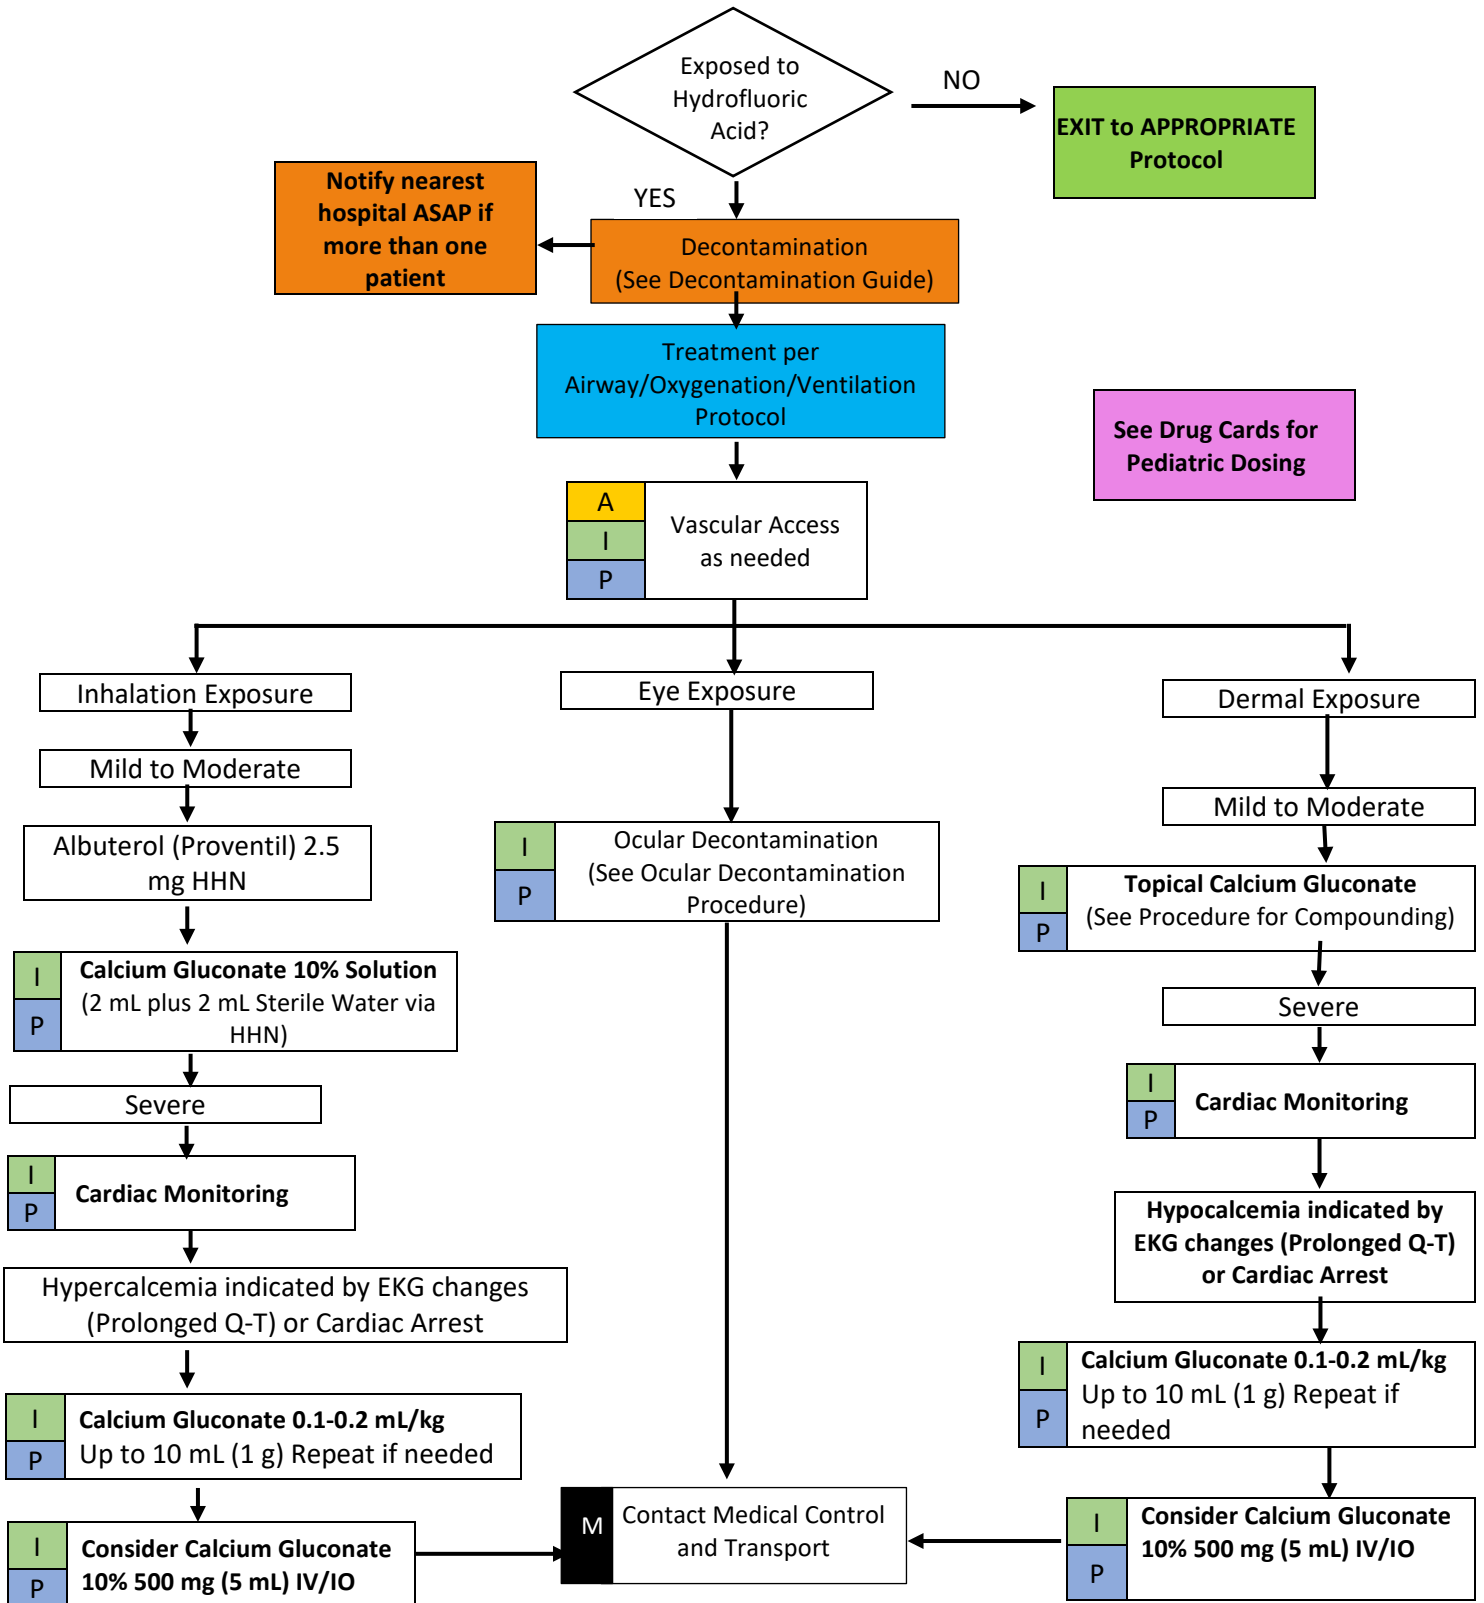 Exposed to
Hydrofluoric
Acid?
NO
EXIT to APPROPRIATE
Protocol
YES
Notify nearest
hospital ASAP if
more than one
patient
Decontamination
(See Decontamination Guide)
Treatment per
Airway/Oxygenation/Ventilation
Protocol
See Drug Cards for
Pediatric Dosing
A
I
P
Vascular Access
as needed
Inhalation Exposure
Mild to Moderate
Albuterol (Proventil) 2.5
mg HHN
I
P
Calcium Gluconate 10% Solution
(2 mL plus 2 mL Sterile Water via
HHN)
Severe
I
P
Cardiac Monitoring
Hypercalcemia indicated by EKG changes
(Prolonged Q-T) or Cardiac Arrest
I
P
Calcium Gluconate 0.1-0.2 mL/kg
Up to 10 mL (1 g) Repeat if needed
I
P
Consider Calcium Gluconate
10% 500 mg (5 mL) IV/IO
Eye Exposure
I
P
Ocular Decontamination
(See Ocular Decontamination
Procedure)
M
Contact Medical Control
and Transport
Dermal Exposure
Mild to Moderate
I
P
Topical Calcium Gluconate
(See Procedure for Compounding)
Severe
I
P
Cardiac Monitoring
Hypocalcemia indicated by
EKG changes (Prolonged Q-T)
or Cardiac Arrest
I
P
Calcium Gluconate 0.1-0.2 mL/kg
Up to 10 mL (1 g) Repeat if
needed
I
P
Consider Calcium Gluconate
10% 500 mg (5 mL) IV/IO